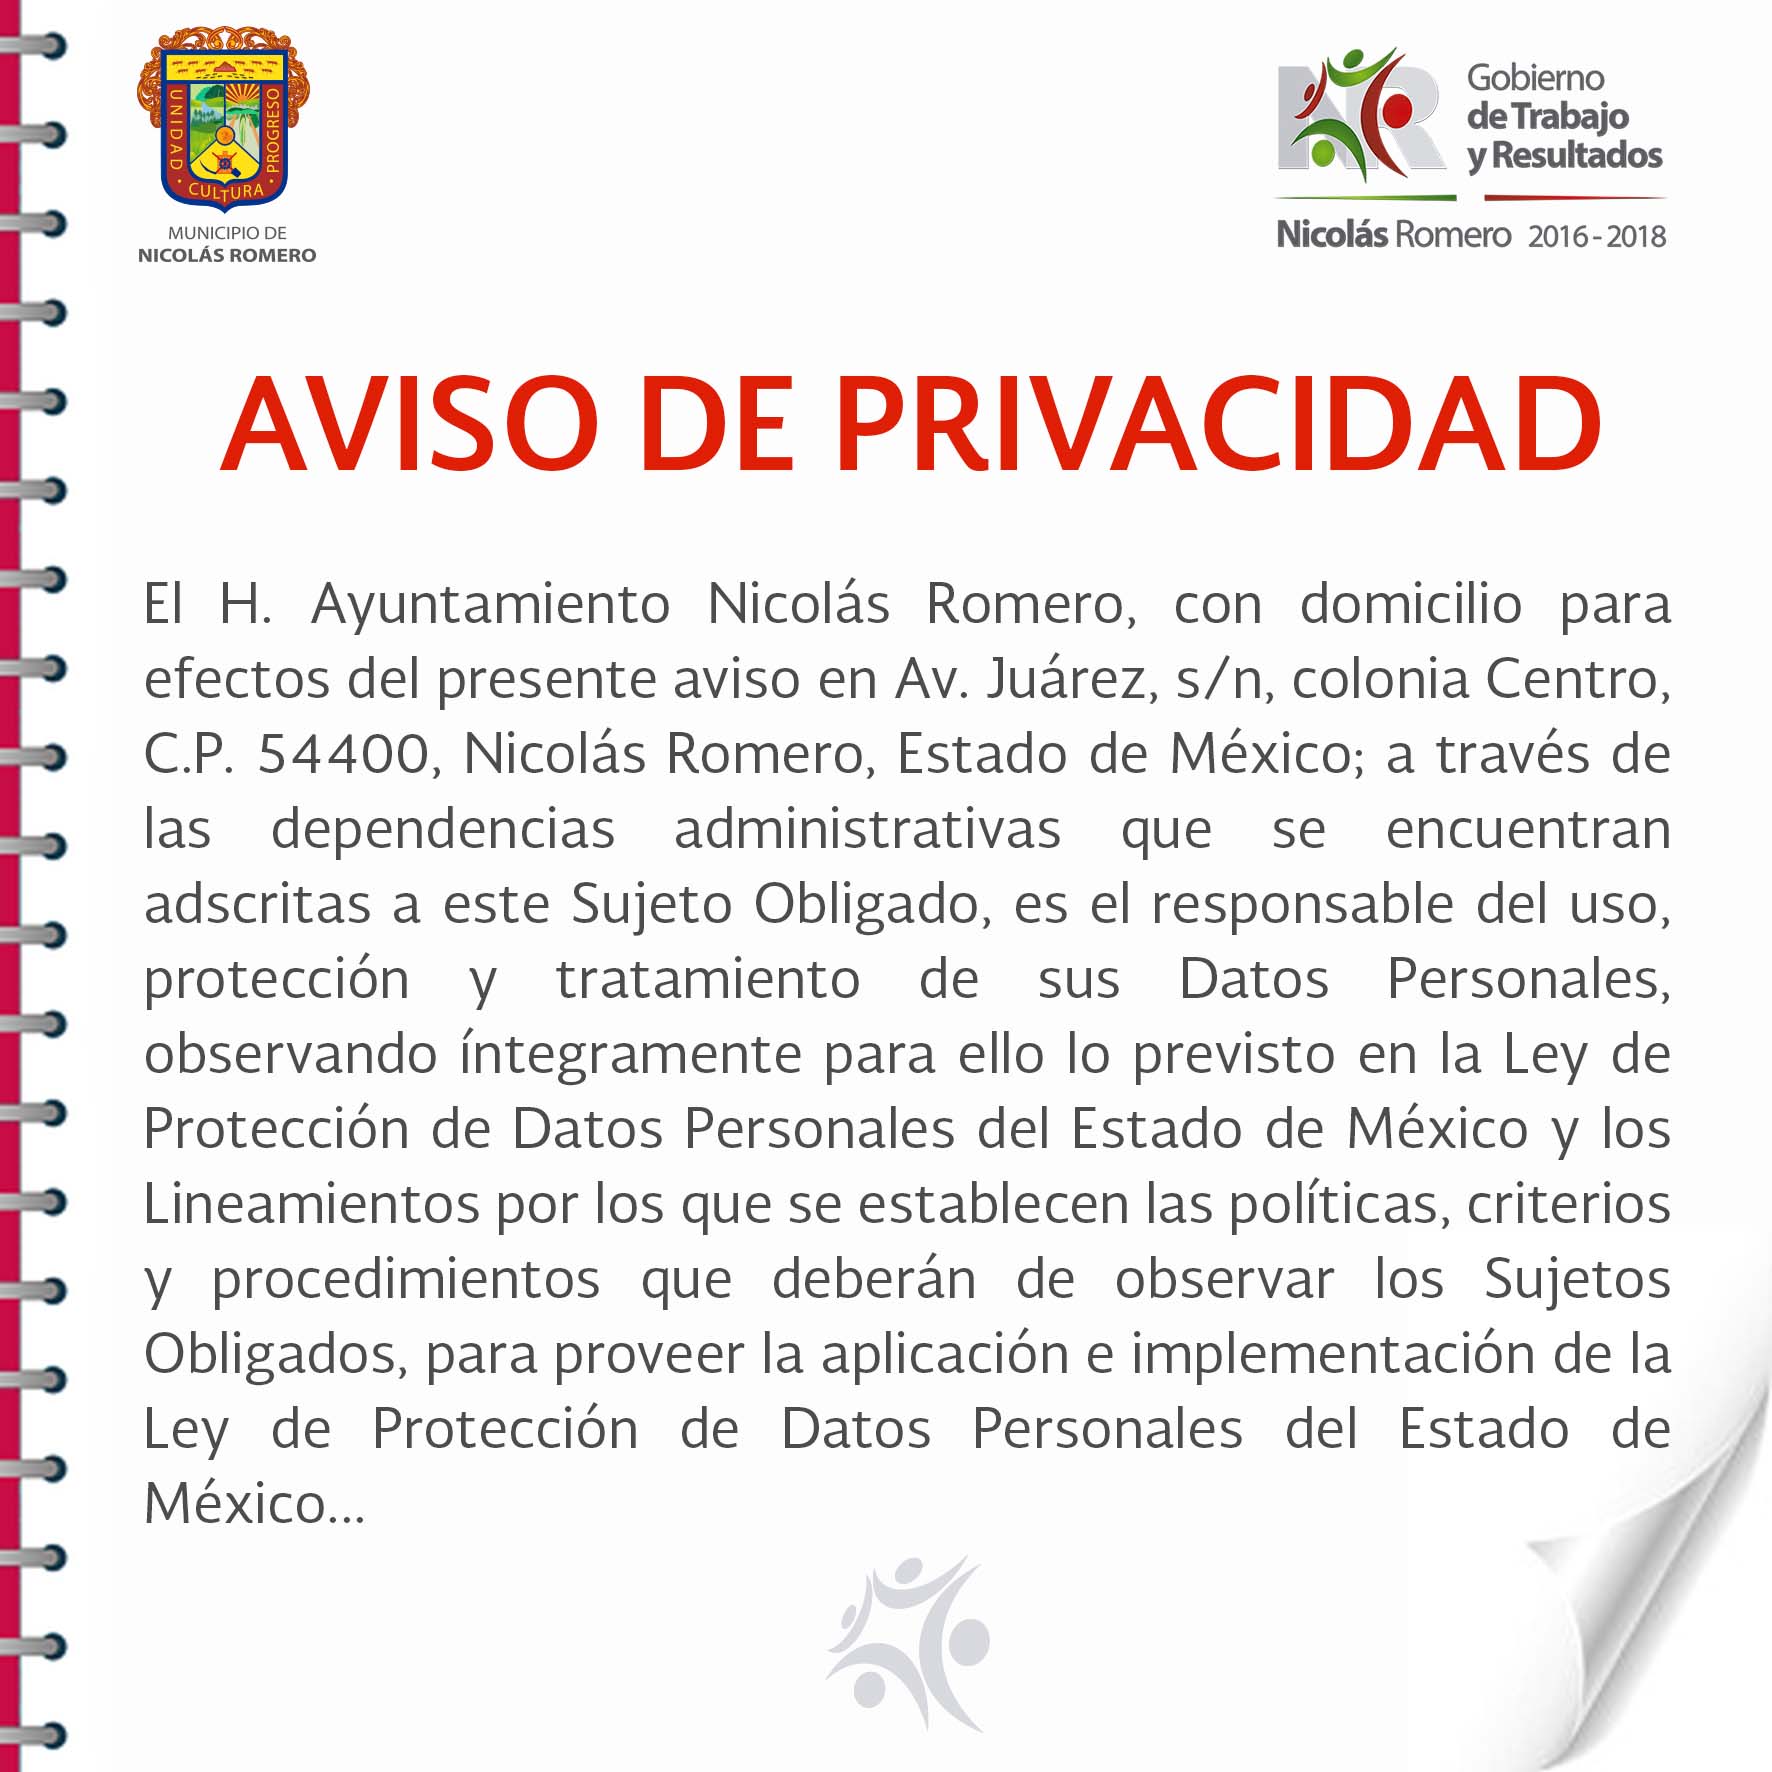 UNIDAD
CULTURA
PROGRESO
MUNICIPIO DE
NICOLÁS ROMERO
NR
Gobierno
de Trabajo
y Resultados
Nicolás Romero 2016-2018
AVISO DE PRIVACIDAD
El H. Ayuntamiento Nicolás Romero, con domicilio para
efectos del presente aviso en Av. Juárez, s/n, colonia Centro,
C.P. 54400, Nicolás Romero, Estado de México; a través de
las dependencias administrativas que se encuentran
adscritas a este Sujeto Obligado, es el responsable del uso,
protección y tratamiento de sus Datos Personales,
observando íntegramente para ello lo previsto en la Ley de
Protección de Datos Personales del Estado de México y los
Lineamientos por los que se establecen las políticas, criterios
y procedimientos que deberán de observar los Sujetos
Obligados, para proveer la aplicación e implementación de la
Ley de Protección de Datos Personales del Estado de
México...